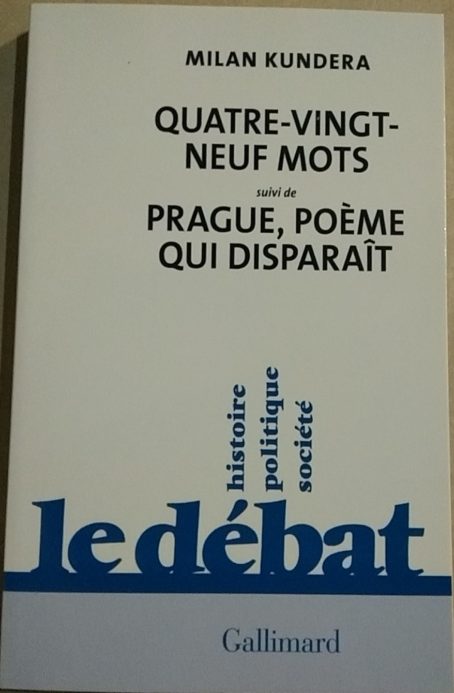 MILAN KUNDERA
QUATRE-VINGT-
NEUF MOTS
suivi de
PRAGUE, POÈME
QUI DISPARAÎT
histoire
politique
société
le débat
Gallimard